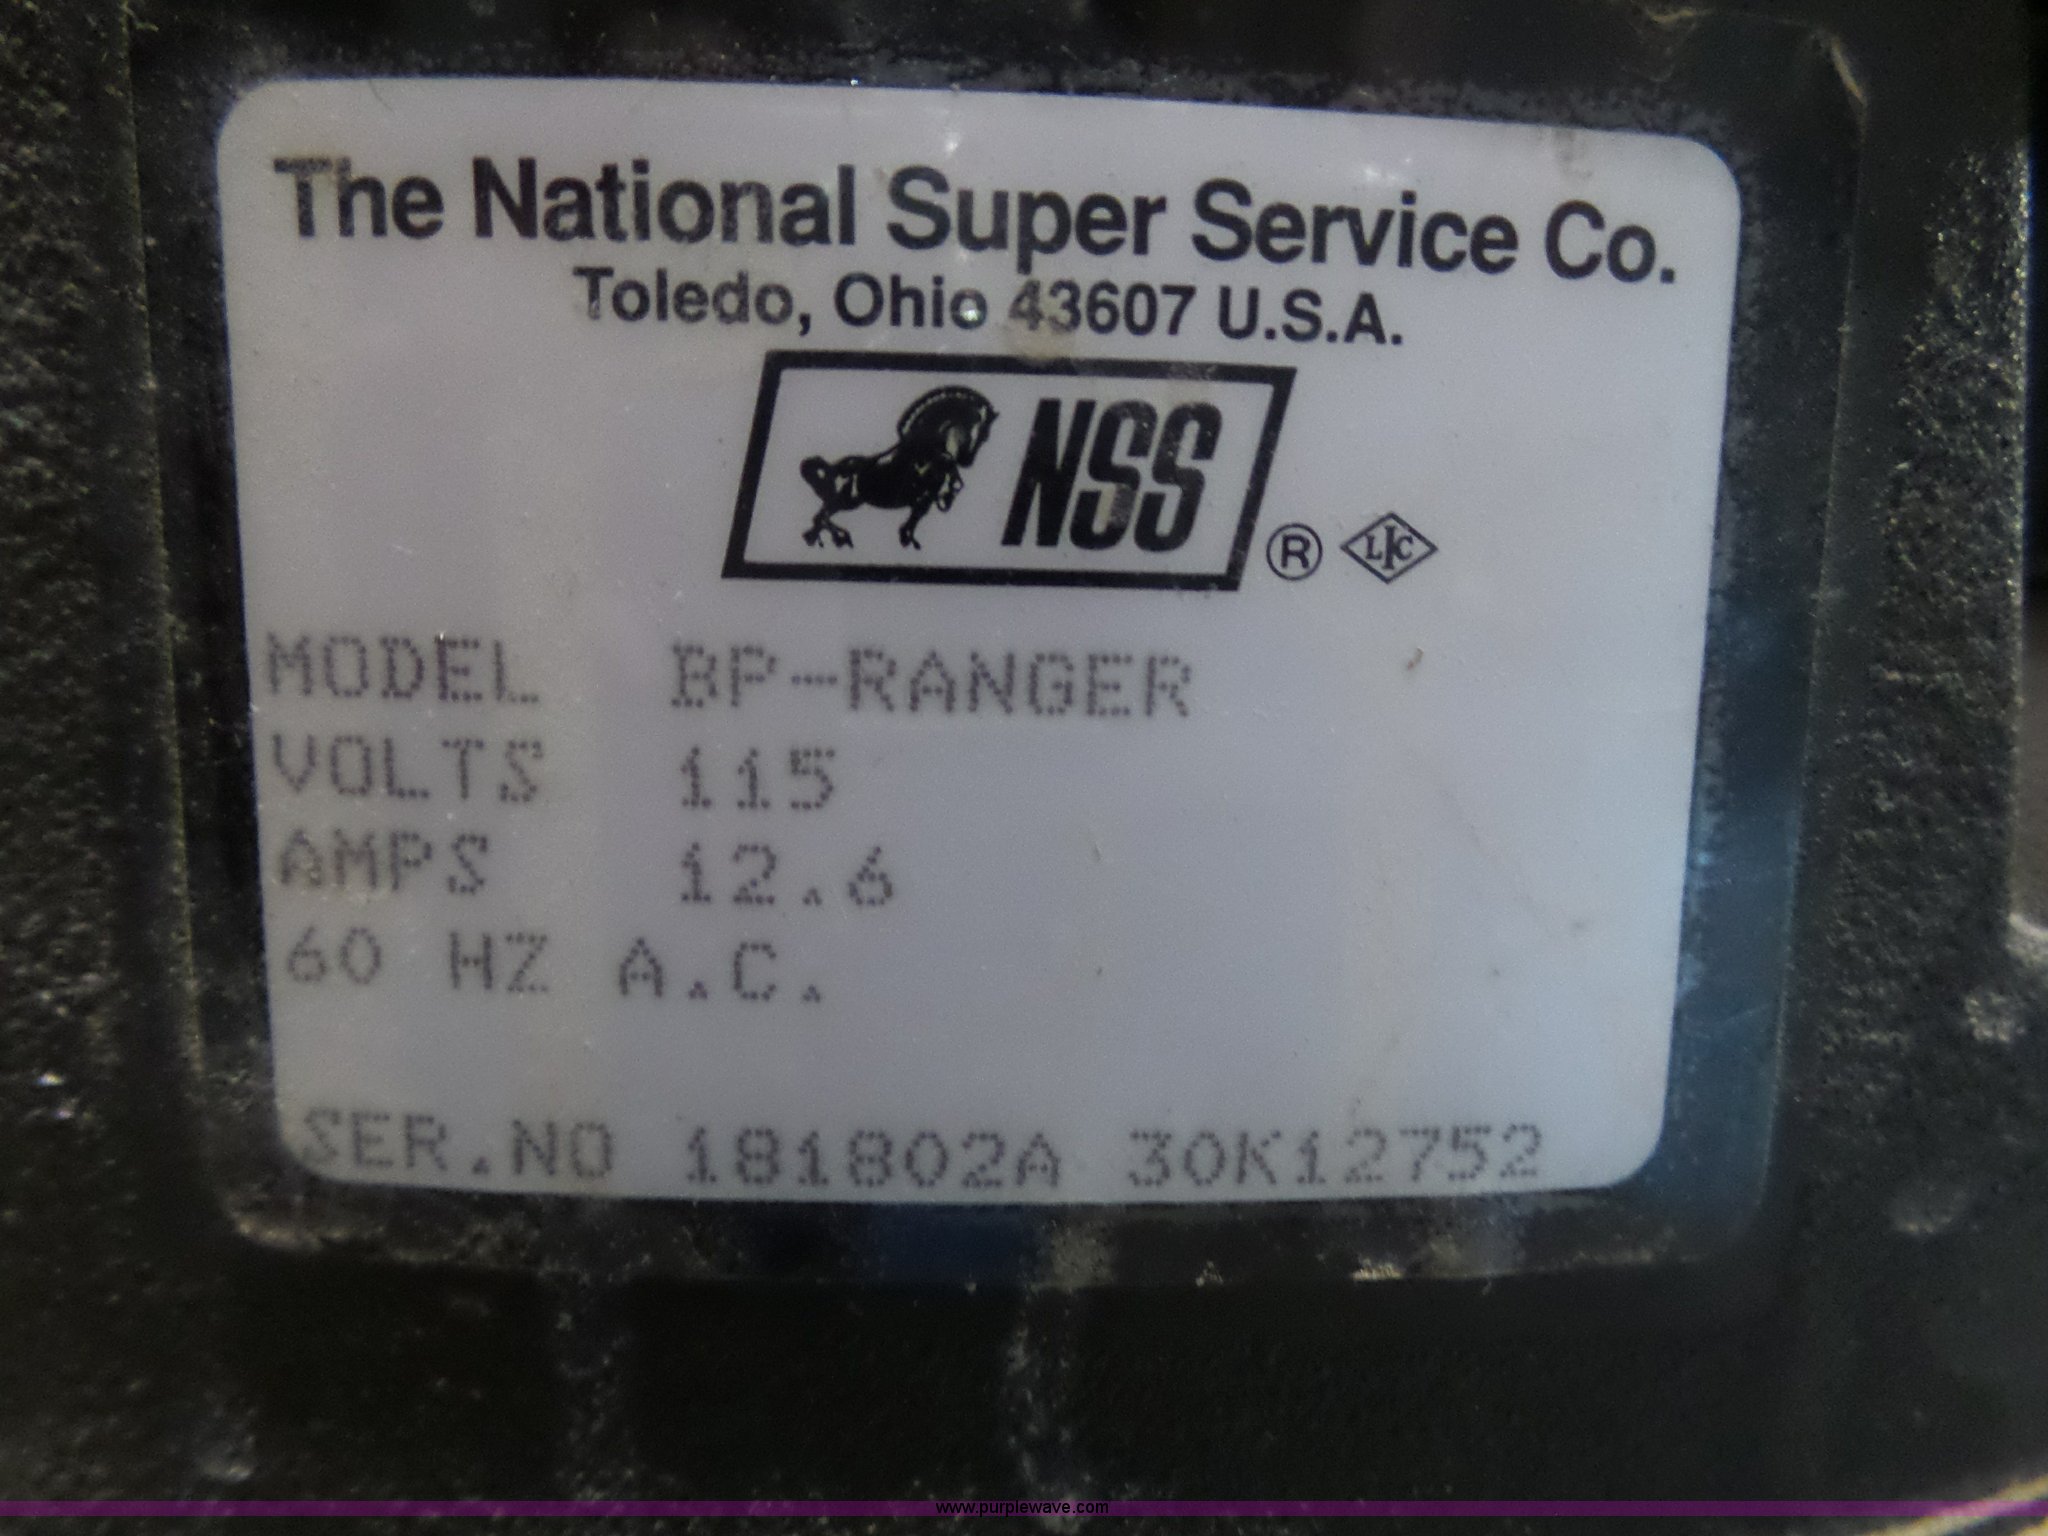 The National Super Service Co.
Toledo, Ohio 43607 U.S.A.
NSS ® LIC
MODEL BP-RANGER
VOLTS 115
AMPS 12.6
60 HZ A.C.
SER.NO 181802A 30K12752
www.purplewave.com